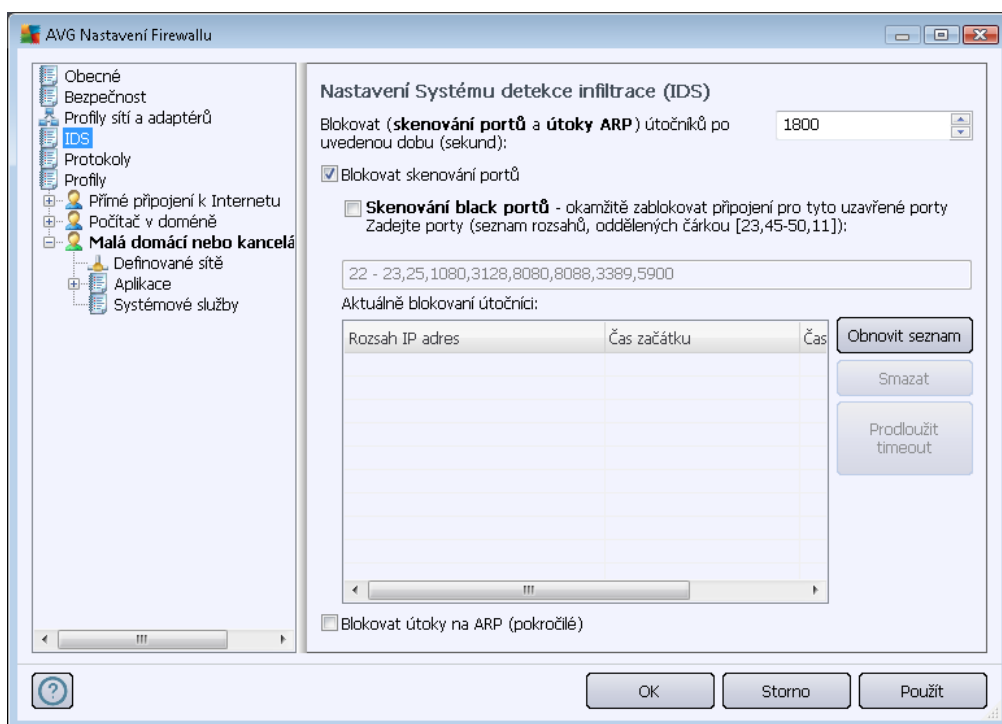 AVG Nastavení Firewallu
Obecné
Bezpečnost
Profily sítí a adaptérů
IDS
Protokoly
Profily
Přímé připojení k Internetu
Počítač v doméně
Malá domácí nebo kancelá
Definované sítě
Aplikace
Systémové služby
Nastavení Systému detekce infiltrace (IDS)
Blokovat (skenování portů a útoky ARP) útočníků po
uvedenou dobu (sekund):
1800
Blokovat skenování portů
Skenování black portů - okamžitě zablokovat připojení pro tyto uzavřené porty
Zadejte porty (seznam rozsahů, oddělených čárkou [23,45-50,11]):
22 - 23,25,1080,3128,8080,8088,3389,5900
Aktuálně blokovaní útočníci:
Rozsah IP adres Čas začátku Čas
Obnovit seznam
Smazat
Prodloužit
timeout
Blokovat útoky na ARP (pokročilé)
OK Storno Použít